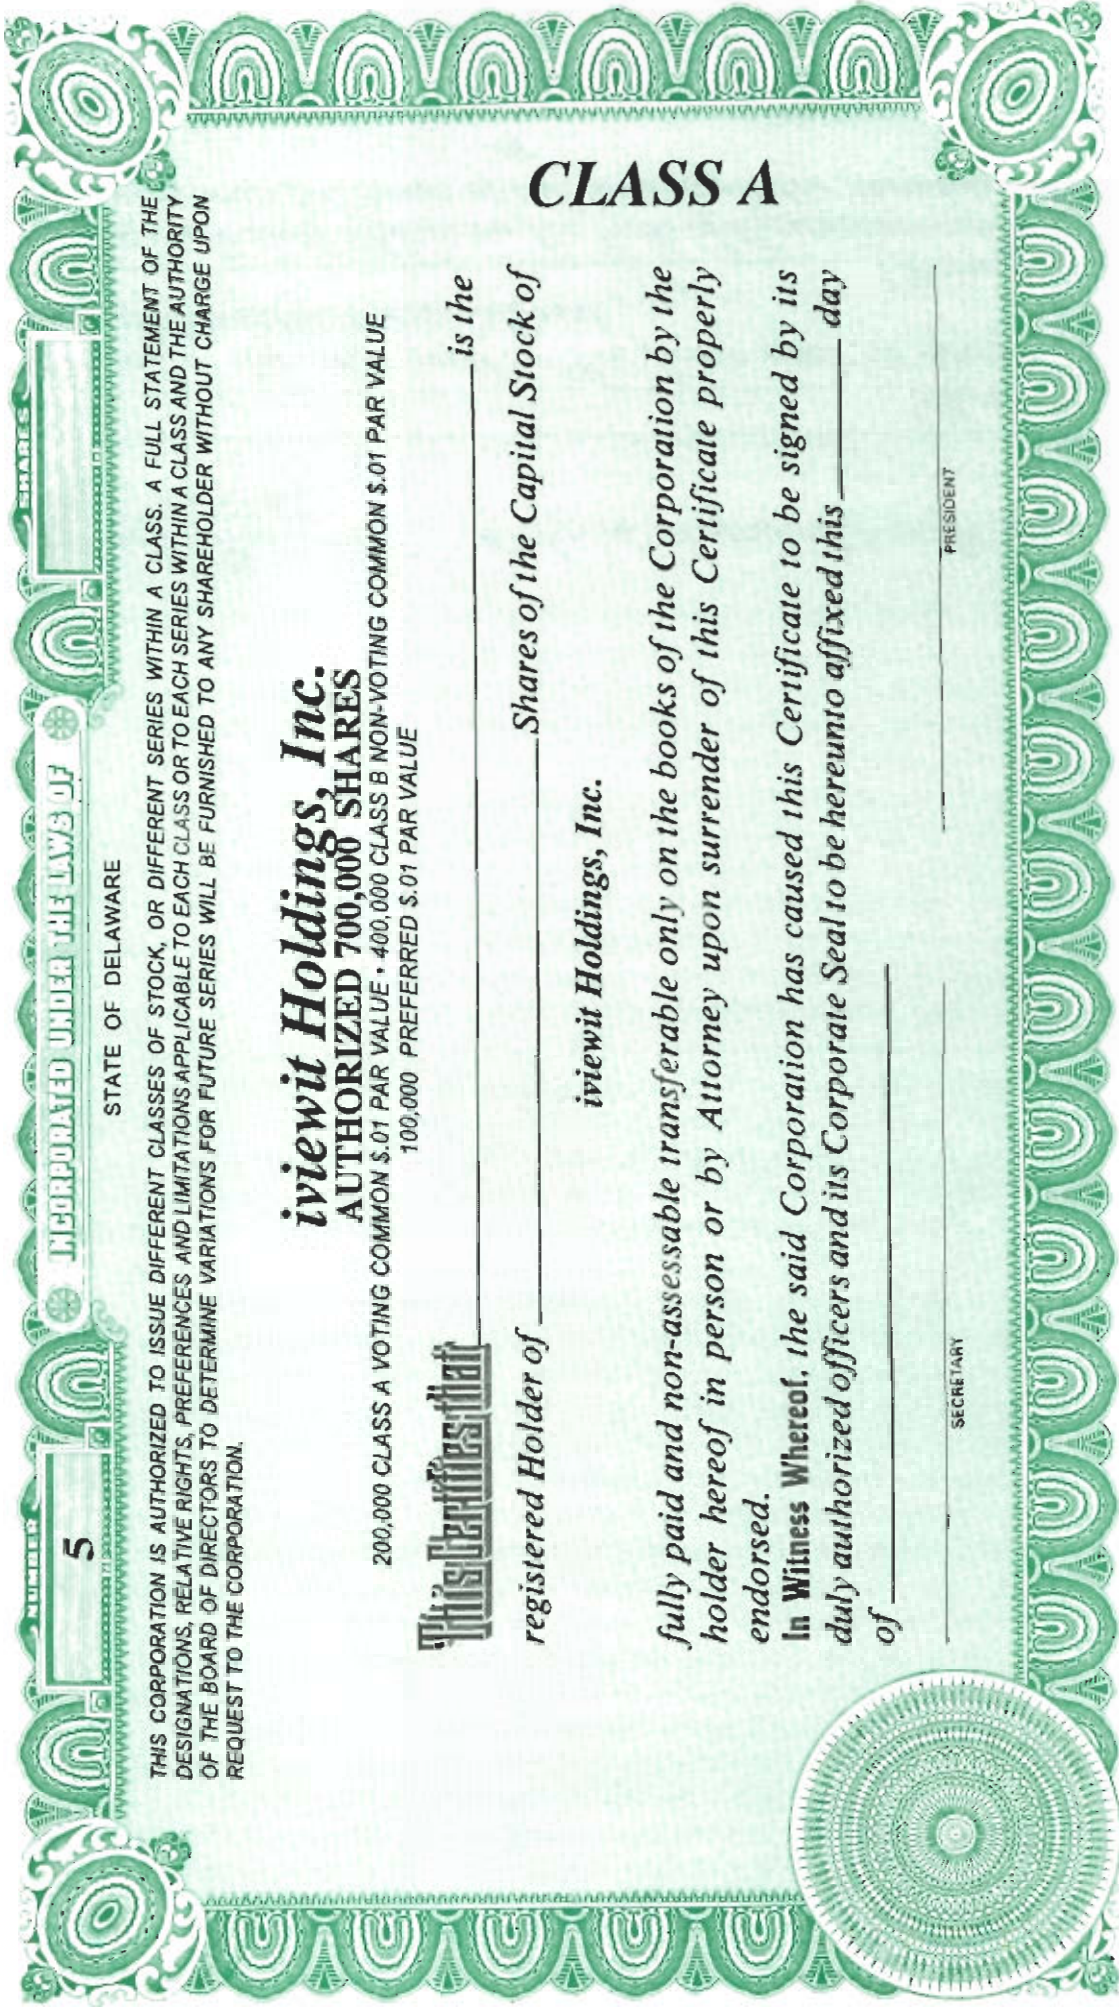 NUMBER
5
INCORPORATED UNDER THE LAWS OF
SHARES
STATE OF DELAWARE
THIS CORPORATION IS AUTHORIZED TO ISSUE DIFFERENT CLASSES OF STOCK, OR DIFFERENT SERIES WITHIN A CLASS. A FULL STATEMENT OF THE
DESIGNATIONS, RELATIVE RIGHTS, PREFERENCES AND LIMITATIONS APPLICABLE TO EACH CLASS OR TO EACH SERIES WITHIN A CLASS AND THE AUTHORITY
OF THE BOARD OF DIRECTORS TO DETERMINE VARIATIONS FOR FUTURE SERIES WILL BE FURNISHED TO ANY SHAREHOLDER WITHOUT CHARGE UPON
REQUEST TO THE CORPORATION.
iviewit Holdings, Inc.
AUTHORIZED 700,000 SHARES
200,000 CLASS A VOTING COMMON $.01 PAR VALUE • 400,000 CLASS B NON-VOTING COMMON $.01 PAR VALUE
100,000 PREFERRED $.01 PAR VALUE
This Certifies that is the
registered Holder of Shares of the Capital Stock of
CLASS A
iviewit Holdings, Inc.
fully paid and non-assessable transferable only on the books of the Corporation by the
holder hereof in person or by Attorney upon surrender of this Certificate properly
endorsed.
In Witness Whereof, the said Corporation has caused this Certificate to be signed by its
duly authorized officers and its Corporate Seal to be hereunto affixed this day
of
SECRETARY
PRESIDENT